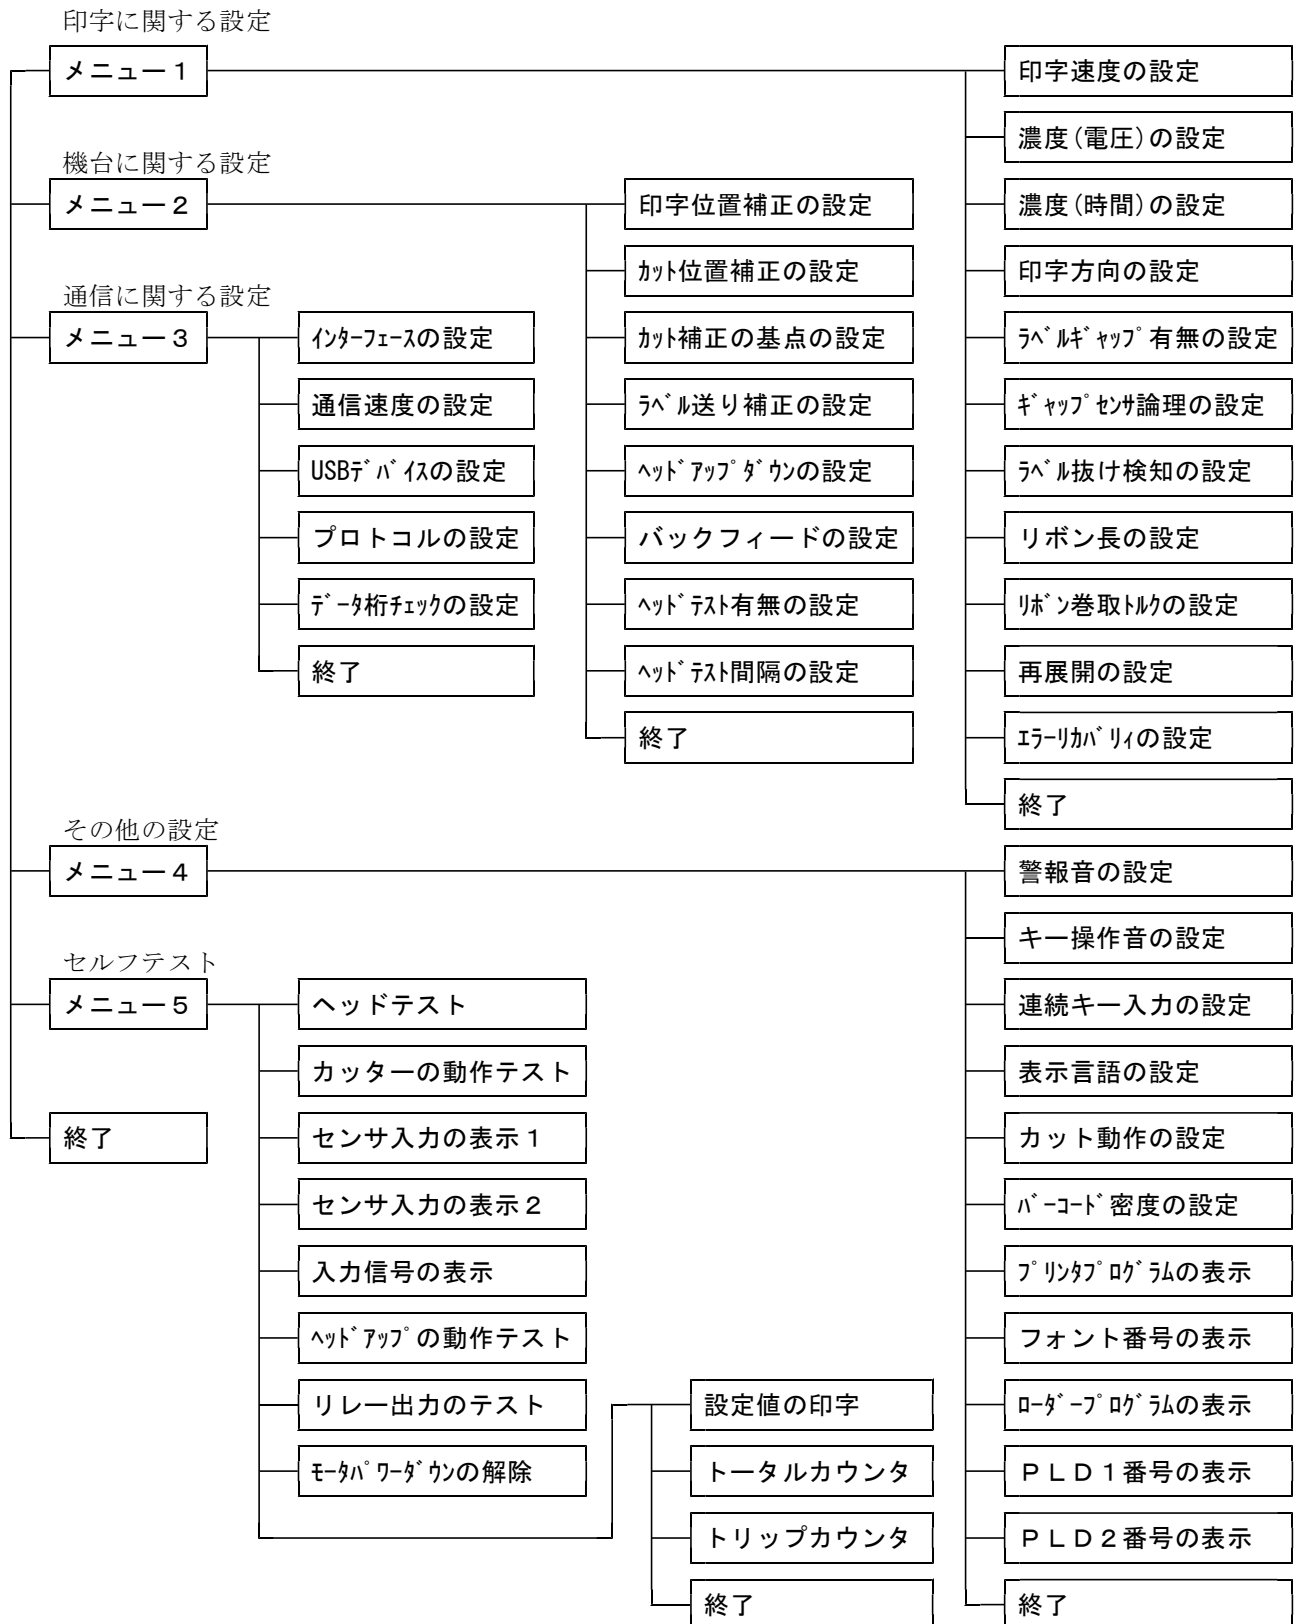 印字に関する設定
メニュー１
印字速度の設定
濃度(電圧)の設定
濃度(時間)の設定
印字方向の設定
ﾗﾍﾞﾙｷﾞｬｯﾌﾟ有無の設定
ｷﾞｬｯﾌﾟｾﾝｻ論理の設定
ﾗﾍﾞﾙ抜け検知の設定
リボン長の設定
ﾘﾎﾞﾝ巻取ﾄﾙｸの設定
再展開の設定
ｴﾗｰﾘｶﾊﾞﾘｨの設定
終了
機台に関する設定
メニュー２
印字位置補正の設定
ｶｯﾄ位置補正の設定
ｶｯﾄ補正の基点の設定
ﾗﾍﾞﾙ送り補正の設定
ﾍｯﾄﾞｱｯﾌﾟﾀﾞｳﾝの設定
バックフィードの設定
ﾍｯﾄﾞﾃｽﾄ有無の設定
ﾍｯﾄﾞﾃｽﾄ間隔の設定
終了
通信に関する設定
メニュー３
ｲﾝﾀｰﾌｪｰｽの設定
通信速度の設定
USBﾃﾞﾊﾞｲｽの設定
プロトコルの設定
ﾃﾞｰﾀ桁ﾁｪｯｸの設定
終了
その他の設定
メニュー４
警報音の設定
キー操作音の設定
連続キー入力の設定
表示言語の設定
カット動作の設定
ﾊﾞｰｺｰﾄﾞ密度の設定
ﾌﾟﾘﾝﾀﾌﾟﾛｸﾞﾗﾑの表示
フォント番号の表示
ﾛｰﾀﾞｰﾌﾟﾛｸﾞﾗﾑの表示
ＰＬＤ１番号の表示
ＰＬＤ２番号の表示
終了
セルフテスト
メニュー５
ヘッドテスト
カッターの動作テスト
センサ入力の表示１
センサ入力の表示２
入力信号の表示
ﾍｯﾄﾞｱｯﾌﾟの動作テスト
リレー出力のテスト
ﾓｰﾀﾊﾟﾜｰﾀﾞｳﾝの解除
設定値の印字
トータルカウンタ
トリップカウンタ
終了
終了